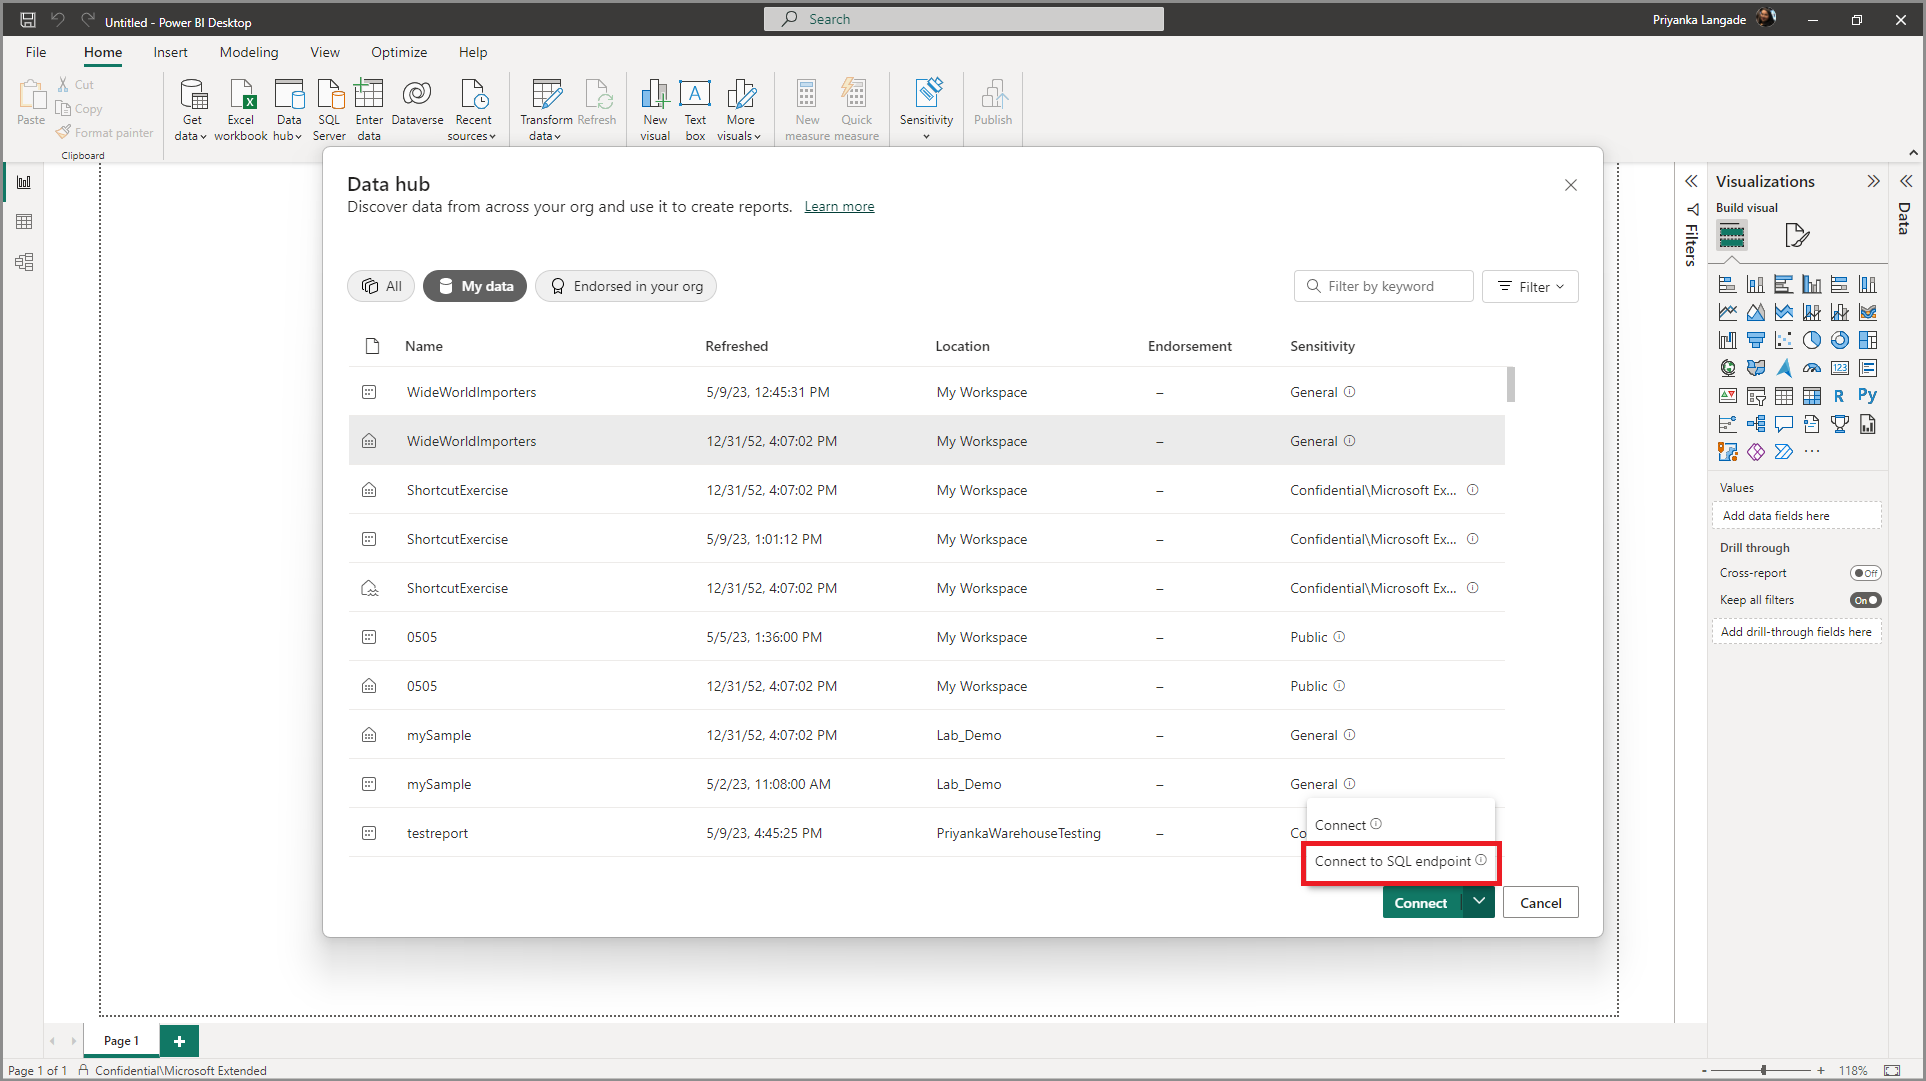 Untitled - Power BI Desktop
Search
Priyanka Langade
File Home Insert Modeling View Optimize Help
Paste
Cut
Copy
Format painter
Clipboard
Get data
Excel workbook
Data hub
SQL Server
Enter data
Dataverse
Recent sources
Transform data
Refresh
New visual
Text box
More visuals
New measure
Quick measure
Sensitivity
Publish
Data hub
Discover data from across your org and use it to create reports. Learn more
All My data Endorsed in your org
Filter by keyword Filter
Name Refreshed Location Endorsement Sensitivity
WideWorldImporters 5/9/23, 12:45:31 PM My Workspace – General
WideWorldImporters 12/31/52, 4:07:02 PM My Workspace – General
ShortcutExercise 12/31/52, 4:07:02 PM My Workspace – Confidential\Microsoft Ex...
ShortcutExercise 5/9/23, 1:01:12 PM My Workspace – Confidential\Microsoft Ex...
ShortcutExercise 12/31/52, 4:07:02 PM My Workspace – Confidential\Microsoft Ex...
0505 5/5/23, 1:36:00 PM My Workspace – Public
0505 12/31/52, 4:07:02 PM My Workspace – Public
mySample 12/31/52, 4:07:02 PM Lab_Demo – General
mySample 5/2/23, 11:08:00 AM Lab_Demo – General
testreport 5/9/23, 4:45:25 PM PriyankaWarehouseTesting – Co
Connect
Connect to SQL endpoint
Connect Cancel
Filters
Visualizations
Build visual
123
R
Py
Values
Add data fields here
Drill through
Cross-report Off
Keep all filters On
Add drill-through fields here
Data
Page 1
+
Page 1 of 1 Confidential\Microsoft Extended
- + 118%